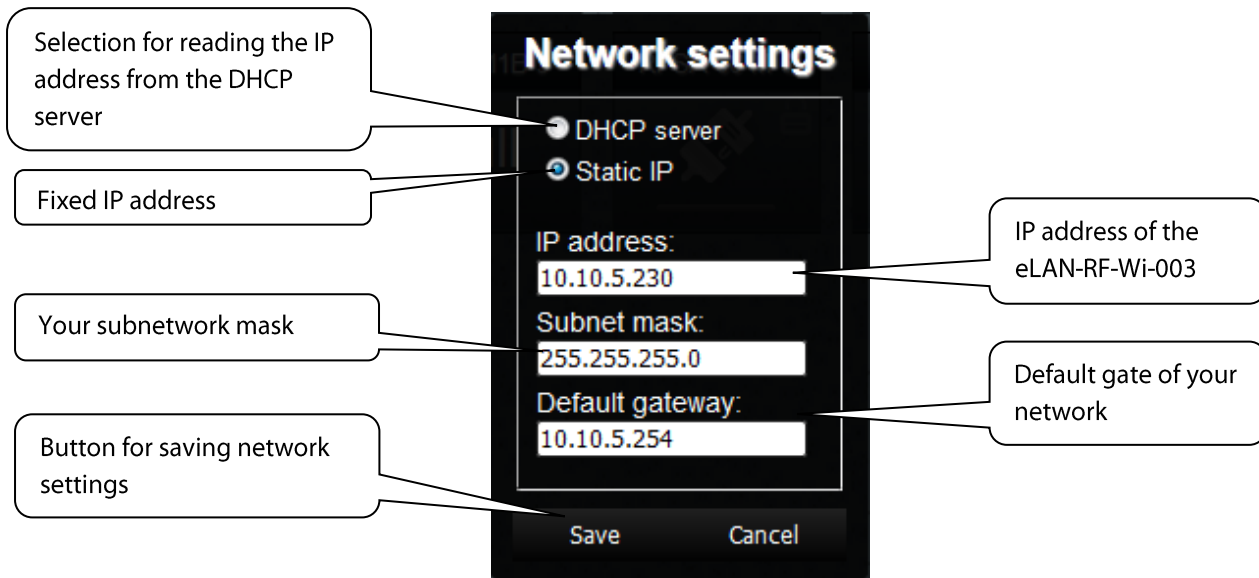 Selection for reading the IP
address from the DHCP
server
Fixed IP address
Your subnetwork mask
Button for saving network
settings
Network settings
DHCP server
Static IP
IP address:
10.10.5.230
Subnet mask:
255.255.255.0
Default gateway:
10.10.5.254
Save
Cancel
IP address of the
eLAN-RF-Wi-003
Default gate of your
network